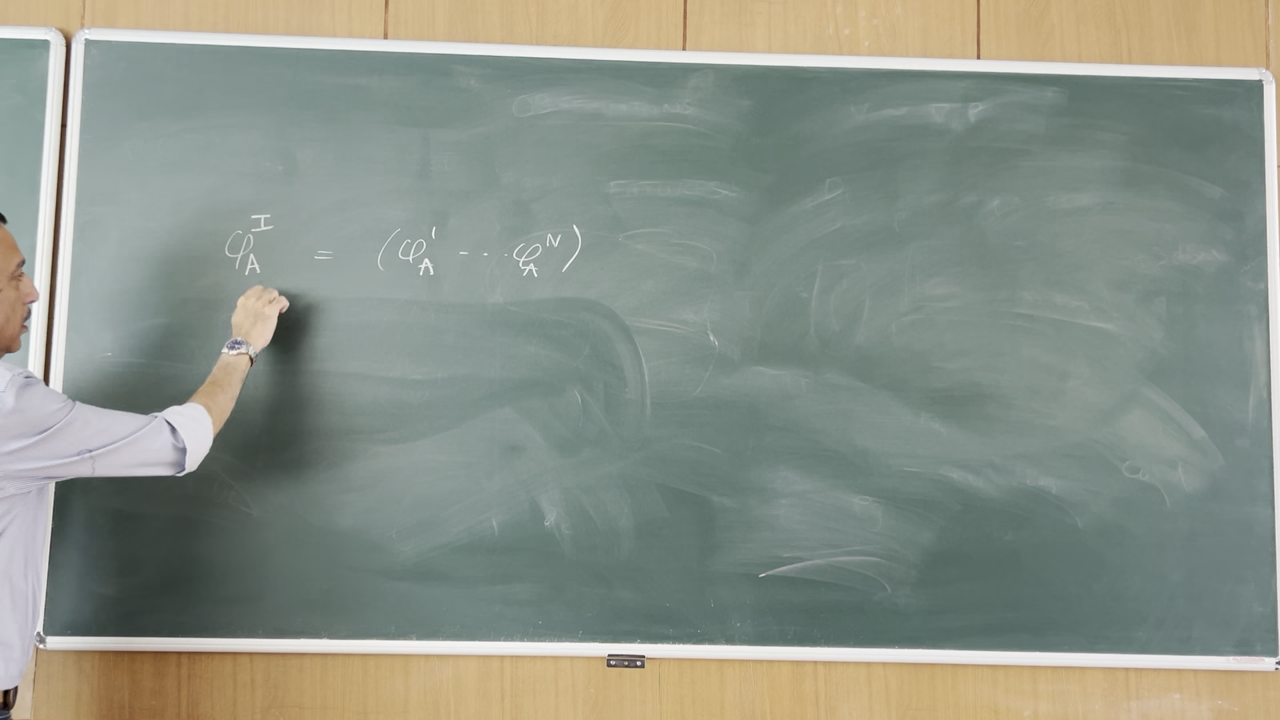 φ_A^I = (φ_A^1 --- φ_A^N)